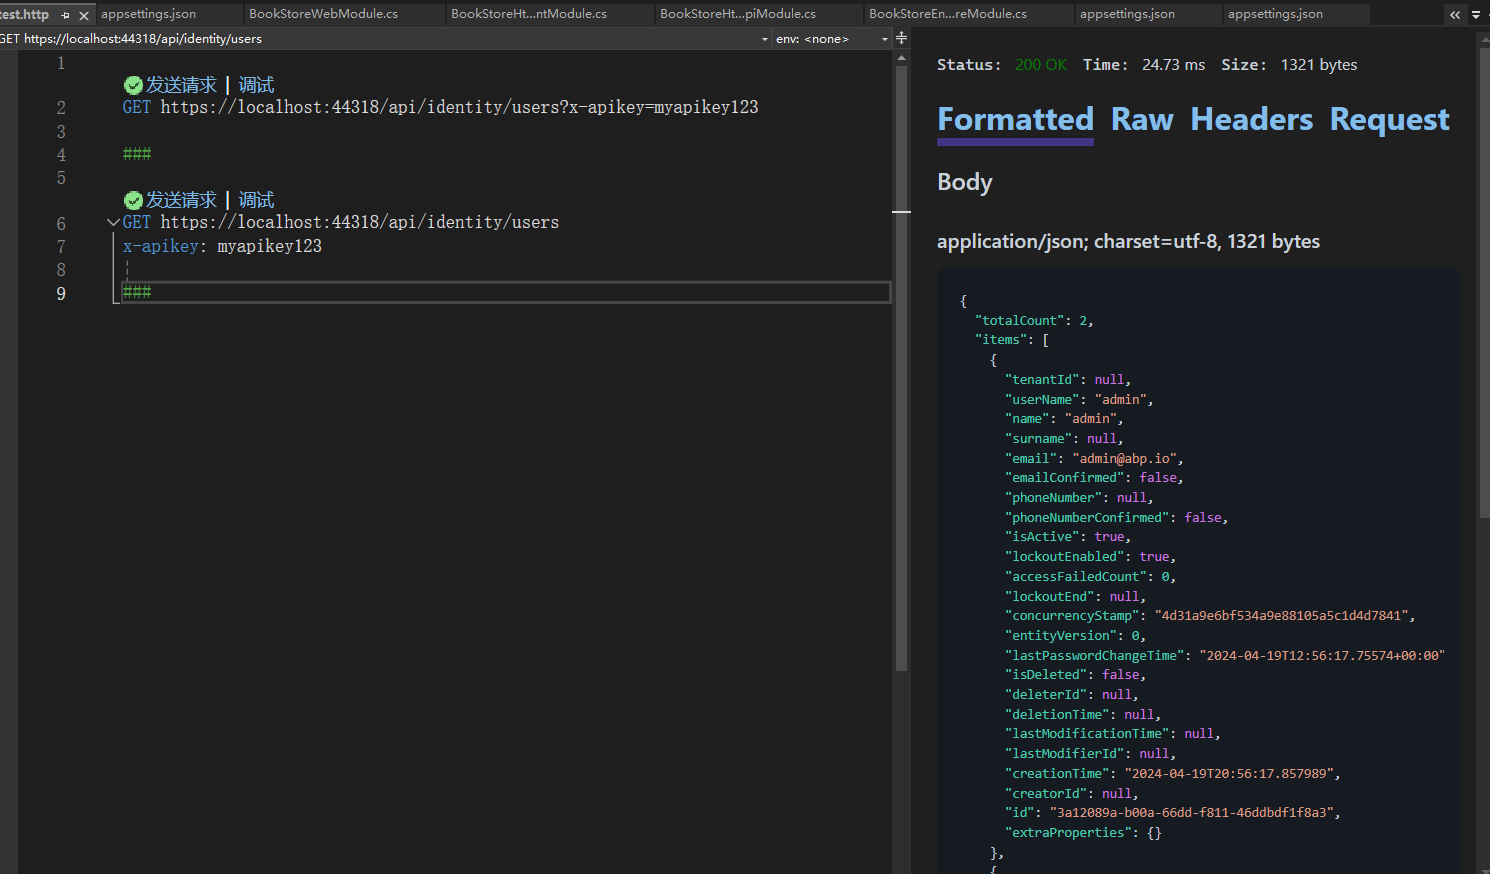 test.http
appsettings.json
BookStoreWebModule.cs
BookStoreHt...ntModule.cs
BookStoreHt...piModule.cs
BookStoreEn...reModule.cs
appsettings.json
appsettings.json
GET https://localhost:44318/api/identity/users
env: <none>
1
发送请求 | 调试
2 GET https://localhost:44318/api/identity/users?x-apikey=myapikey123
3
4 ###
5
发送请求 | 调试
6 GET https://localhost:44318/api/identity/users
7 x-apikey: myapikey123
8
9 ###
Status: 200 OK Time: 24.73 ms Size: 1321 bytes
Formatted Raw Headers Request
Body
application/json; charset=utf-8, 1321 bytes
{
"totalCount": 2,
"items": [
{
"tenantId": null,
"userName": "admin",
"name": "admin",
"surname": null,
"email": "admin@abp.io",
"emailConfirmed": false,
"phoneNumber": null,
"phoneNumberConfirmed": false,
"isActive": true,
"lockoutEnabled": true,
"accessFailedCount": 0,
"lockoutEnd": null,
"concurrencyStamp": "4d31a9e6bf534a9e88105a5c1d4d7841",
"entityVersion": 0,
"lastPasswordChangeTime": "2024-04-19T12:56:17.75574+00:00"
"isDeleted": false,
"deleterId": null,
"deletionTime": null,
"lastModificationTime": null,
"lastModifierId": null,
"creationTime": "2024-04-19T20:56:17.857989",
"creatorId": null,
"id": "3a12089a-b00a-66dd-f811-46ddbdf1f8a3",
"extraProperties": {}
},
{